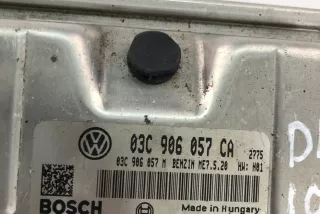 03C 906 057 CA 2775
03C 906 057 M BENZIN ME7.5.20 HW: H01
BOSCH Made in Hungary